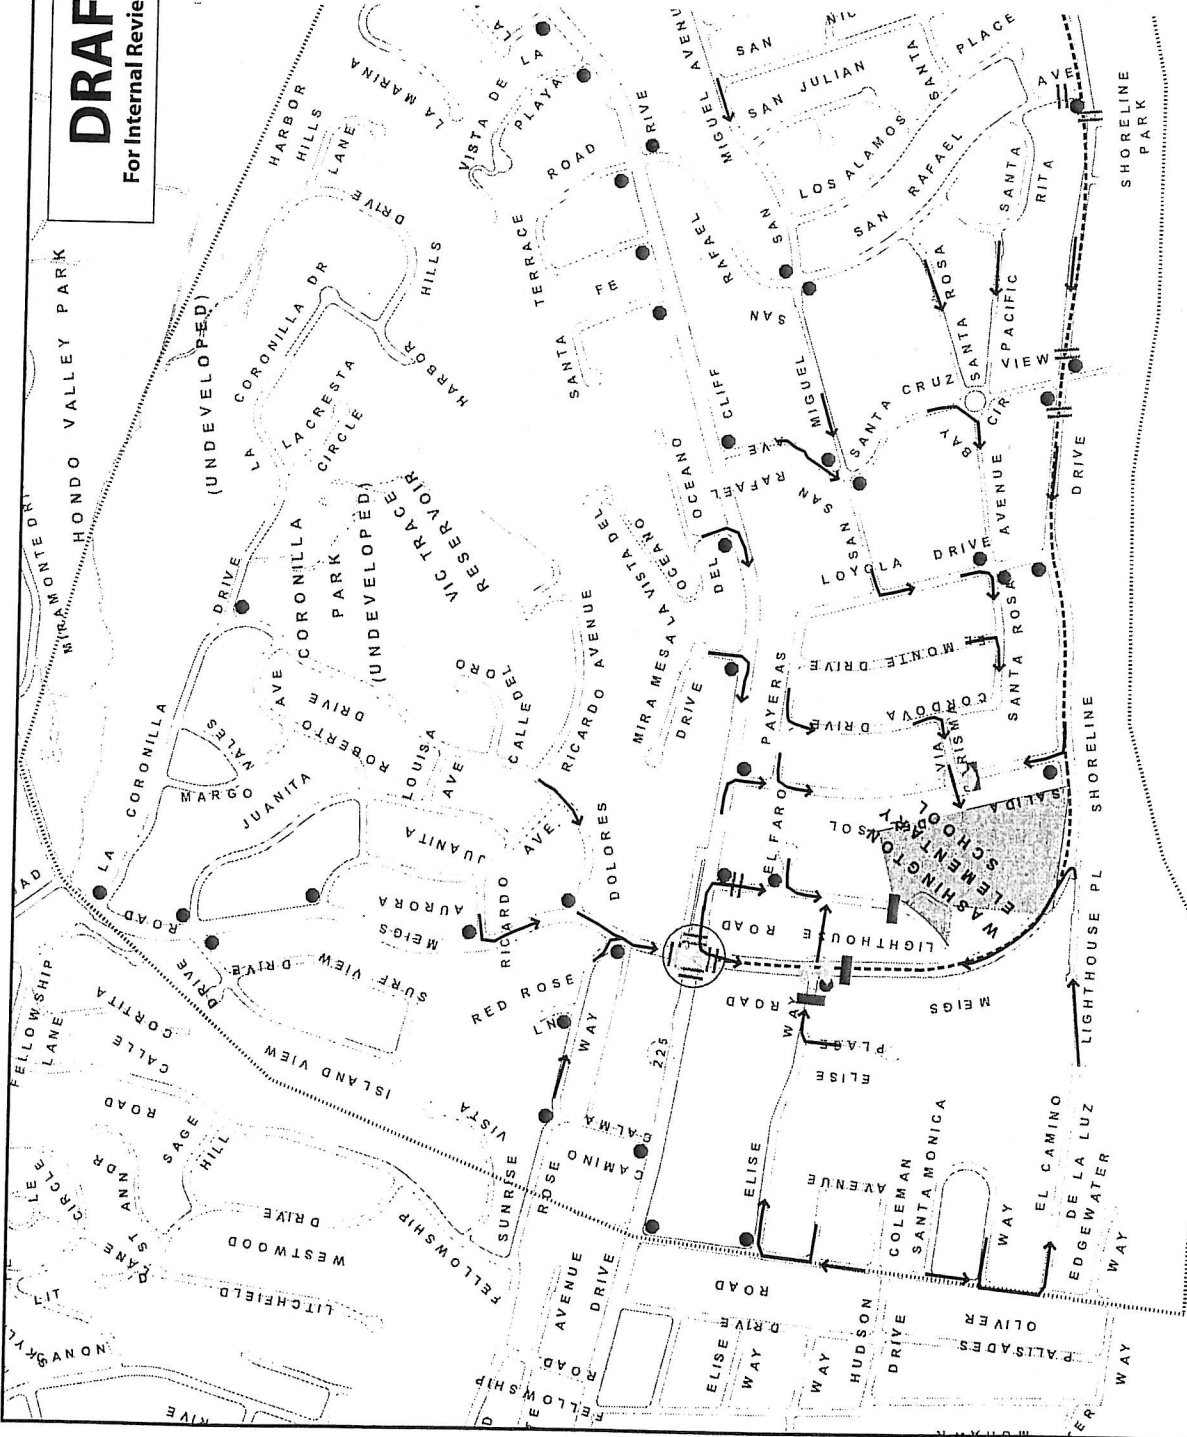 DRAF
For Internal Revie
MIRAMONTE DRI
HONDO VALLEY PARK
HARBOR
HILLS
LANE
LA MARINA
DRIVE
HILLS
HARBOR
(UNDEVELOPED)
LA
CORONILLA DR
LA CRESTA
CIRCLE
VISTA DE LA
PLAYA
LA
ROAD
TERRACE
FE
SANTA
DRIVE
CLIFF
RAFAEL
SAN
MIGUEL AVENU
SAN
SAN JULIAN
SANTA
PLACE
LOS ALAMOS
SAN RAFAEL
SANTA
RITA
AVE
SHORELINE
PARK
SAN
MIGUEL
SANTA CRUZ
SANTA ROSA
PACIFIC
VIEW
CIR
BAY
AVENUE
DRIVE
CORONILLA
PARK
(UNDEVELOPED)
VIC TRACE
RESERVOIR
DRIVE
CORONILLA
LA
AVE
DRIVE
ROBERTO
NALES
MARGO
JUANITA
LOUISA
AVE
CALLE DEL
ORO
RICARDO AVENUE
MIRA MESA
DRIVE
LA VISTA DEL
OCEANO
OCEANO
DEL
SAN RAFAEL AVE
SAN
LOYOLA DRIVE
SANTA ROSA
EL MONTE DRIVE
CORDOVA DRIVE
PAYERAS
VIA
SALIDA
SOL
EL FARO
WASHINGTON
ELEMENTARY
SCHOOL
SHORELINE
LIGHTHOUSE PL
LIGHTHOUSE ROAD
DOLORES
JUANITA AVE
RICARDO
AURORA
MEIGS
ROAD
SURF VIEW DRIVE
DRIVE
ISLAND VIEW
RED ROSE
LN
WAY
VISTA
225
CAMINO CALMA
ROAD
MEIGS
WAY
ELISE
PLACE
ELISE
AVENUE
COLEMAN
SANTA MONICA
WAY
EL CAMINO
DE LA LUZ
EDGEWATER
WAY
FELLOWSHIP
LANE
CALLE CORTITA
ROAD
SAGE
HILL
CIRCLE
ANN DR
ST
LANE
WESTWOOD DRIVE
LITCHFIELD
FELLOWSHIP
SUNRISE
ROSE
AVENUE
DRIVE
FELLOWSHIP ROAD
ROAD
DRIVE
ELISE
WAY
WAY
HUDSON
DRIVE
OLIVER
PALISADES
WAY